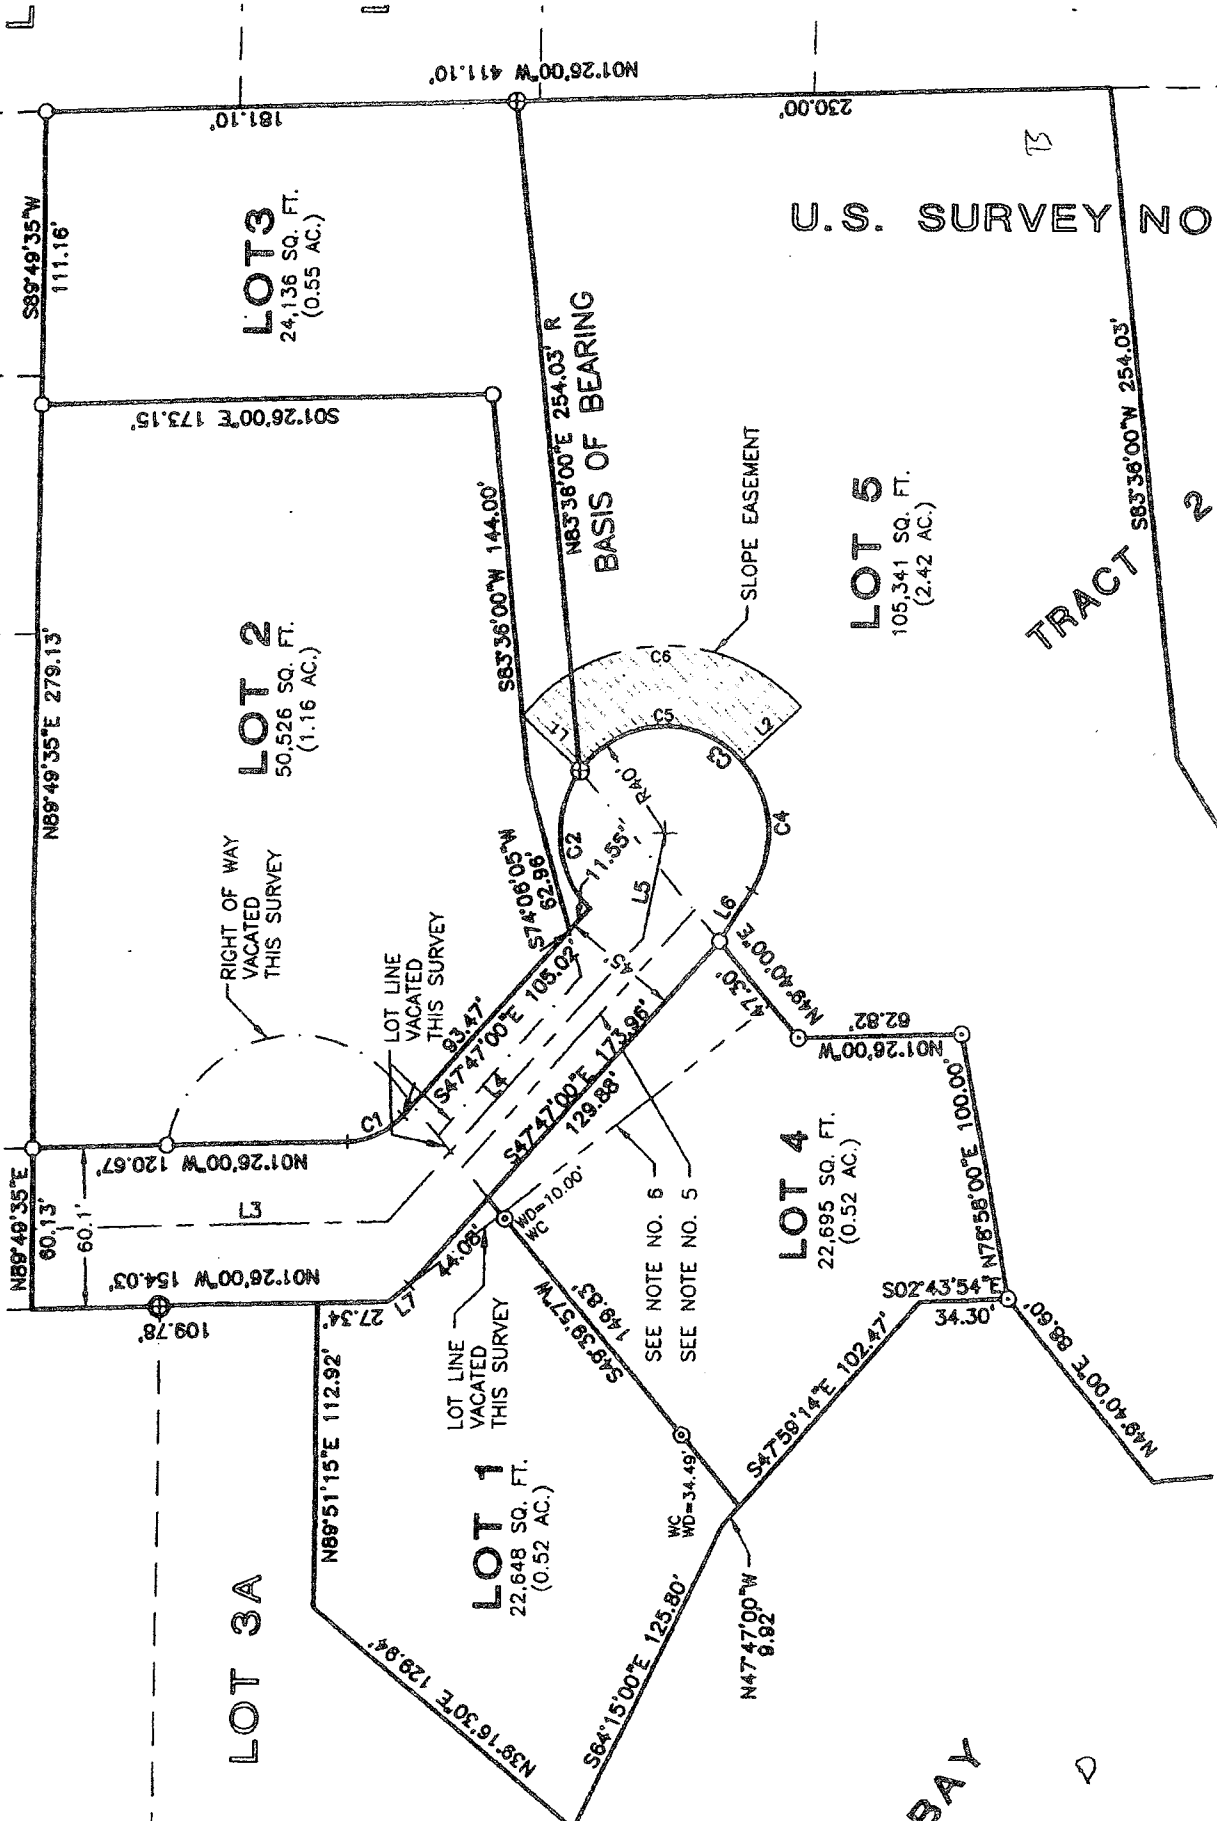 N01°26'00"W 411.10'
181.10'
230.00'
S89°49'35"W
111.16'
LOT 3
24,136 SQ. FT.
(0.55 AC.)
U.S. SURVEY NO
S01°26'00"E 173.15'
N83°36'00"E 254.03' R
BASIS OF BEARING
S83°36'00"W 254.03'
N89°49'35"E 279.13'
LOT 2
50,526 SQ. FT.
(1.16 AC.)
S83°36'00"W 144.00'
SLOPE EASEMENT
LOT 5
105,341 SQ. FT.
(2.42 AC.)
TRACT
2
RIGHT OF WAY
VACATED
THIS SURVEY
LOT LINE
VACATED
THIS SURVEY
S74°06'05"W
62.96'
L1
C6
C5
L2
C3
R40'
C2
11.55'
C4
L5
L6
45'
93.47'
S47°47'00"E 105.02'
L4
C1
S47°47'00"E 173.96'
129.88'
47.30'
N49°40'00"E
N01°26'00"W
62.82'
N89°49'35"E
60.13'
60.1'
N01°26'00"W 120.67'
L3
N01°26'00"W 154.03'
109.78'
27.34'
L7
44.08'
WD=10.00'
WC
S49°39'57"W
149.83'
SEE NOTE NO. 6
SEE NOTE NO. 5
LOT 4
22,695 SQ. FT.
(0.52 AC.)
N78°58'00"E 100.00'
S02°43'54"E
34.30'
LOT LINE
VACATED
THIS SURVEY
N89°51'15"E 112.92'
LOT 1
22,648 SQ. FT.
(0.52 AC.)
WC
WD=34.49'
S47°59'14"E 102.47'
N49°40'00"E 88.60'
LOT 3A
N39°16'30"E 129.94'
S64°15'00"E 125.80'
N47°47'00"W
9.92'
BAY